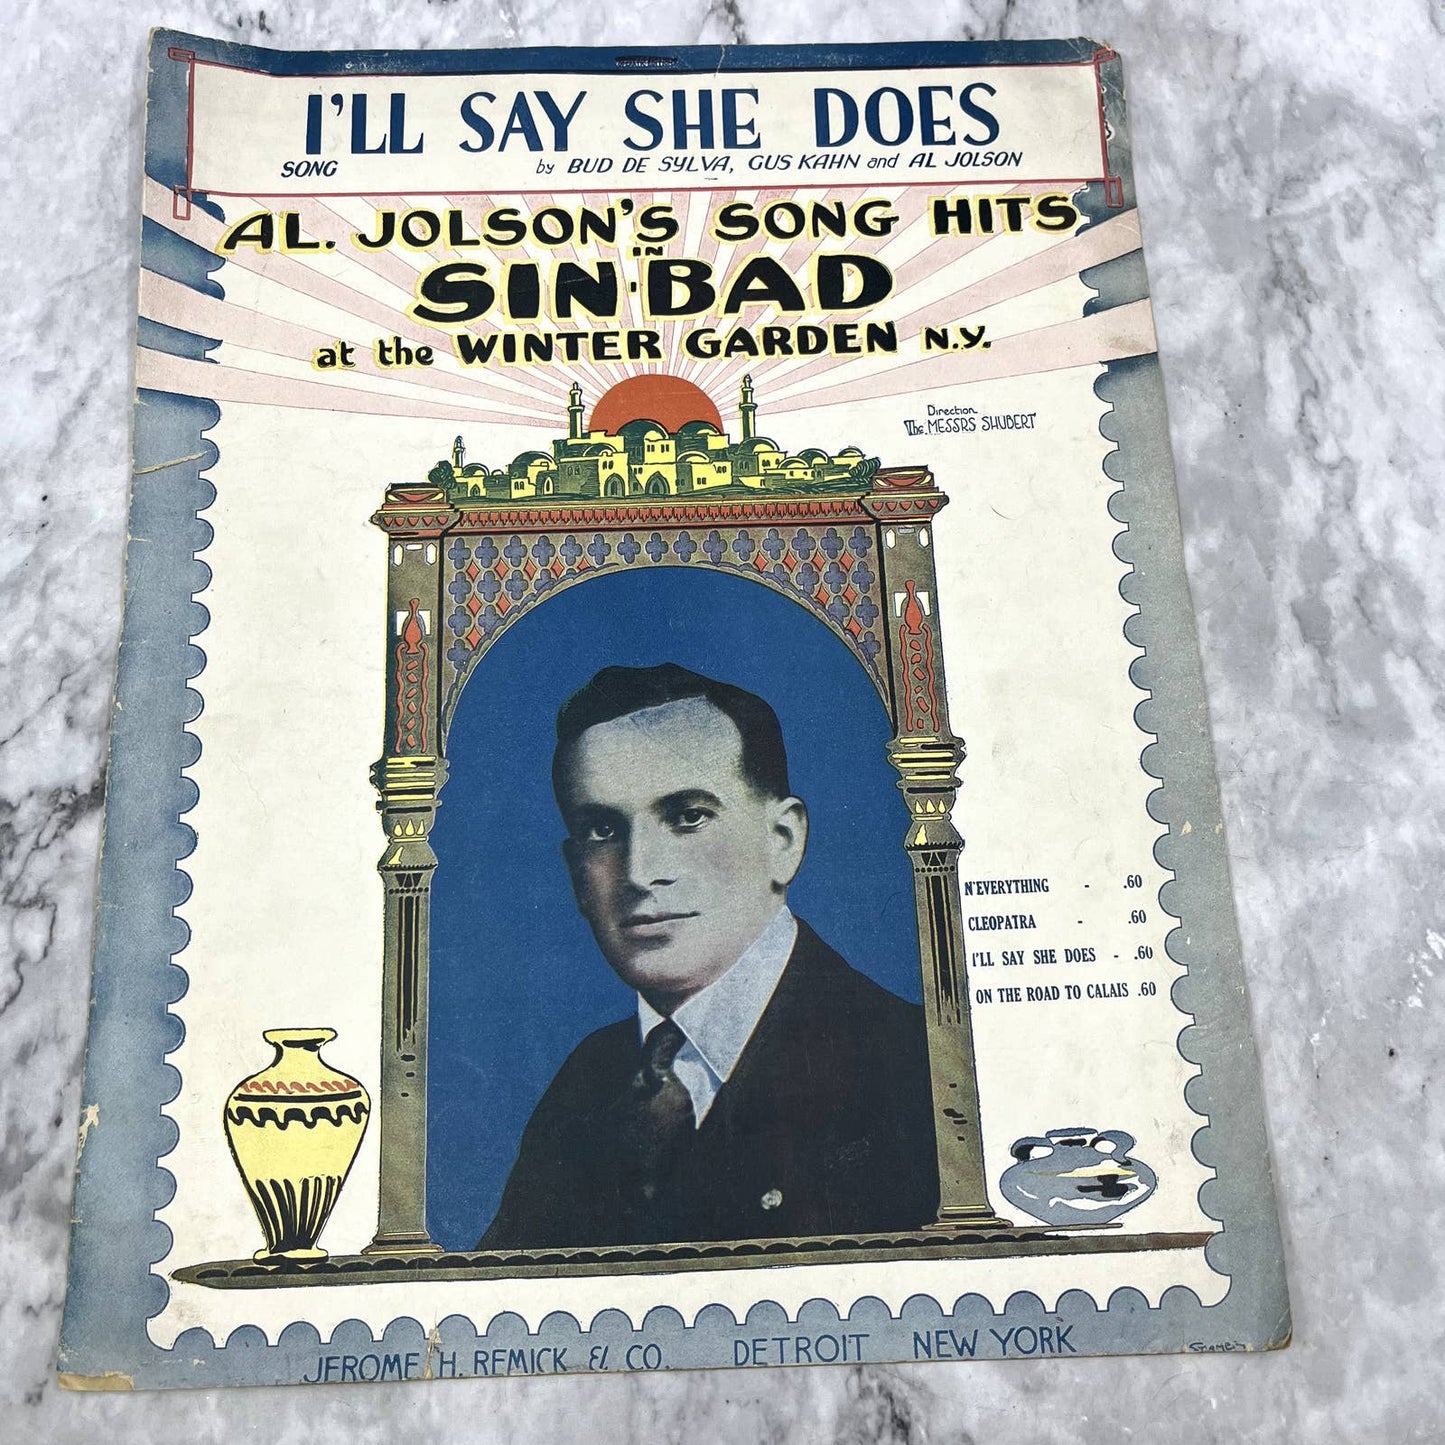 I'LL SAY SHE DOES
SONG by BUD DE SYLVA, GUS KAHN and AL JOLSON
AL. JOLSON'S SONG HITS
IN
SIN·BAD
at the WINTER GARDEN N.Y.
Direction
The MESSRS SHUBERT
N'EVERYTHING - .60
CLEOPATRA - .60
I'LL SAY SHE DOES - .60
ON THE ROAD TO CALAIS .60
JEROME H. REMICK & CO. DETROIT NEW YORK